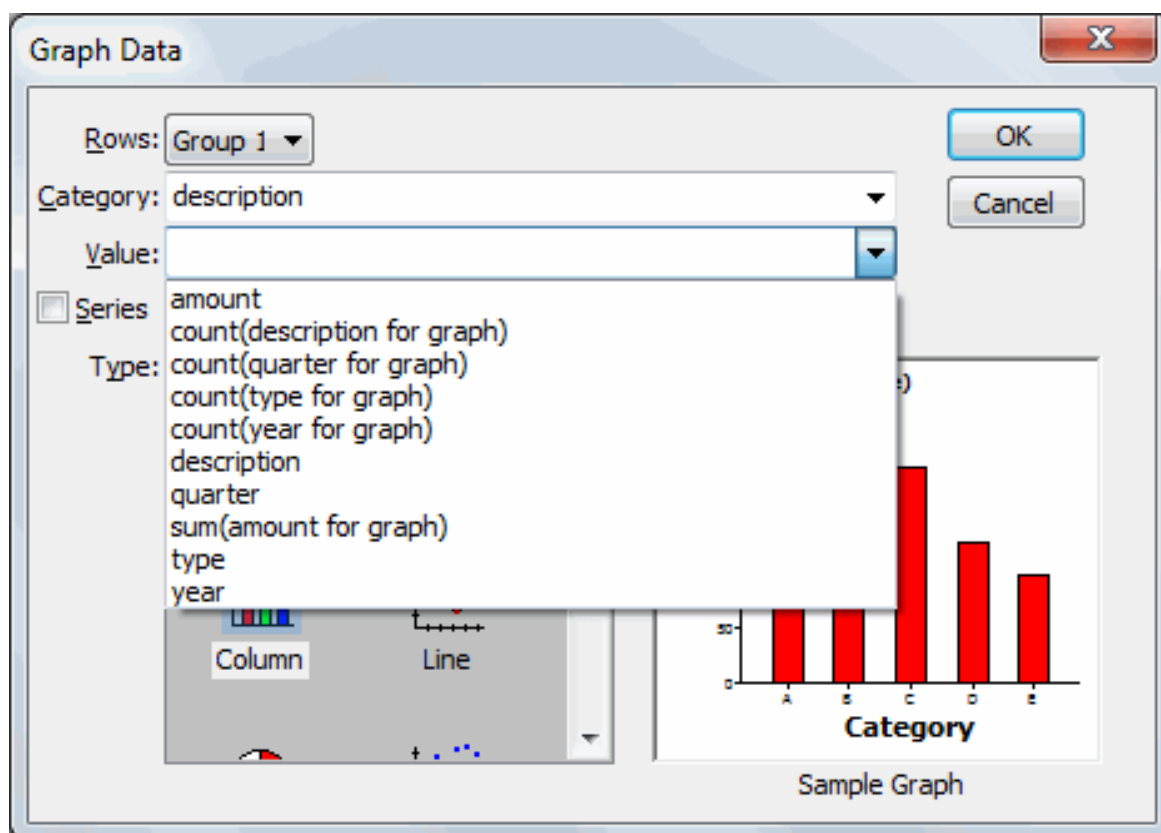 Graph Data
Rows: Group 1
OK
Category: description
Cancel
Value:
Series
Type:
amount
count(description for graph)
count(quarter for graph)
count(type for graph)
count(year for graph)
description
quarter
sum(amount for graph)
type
year
Column
Line
50
0
A B C D E
Category
Sample Graph